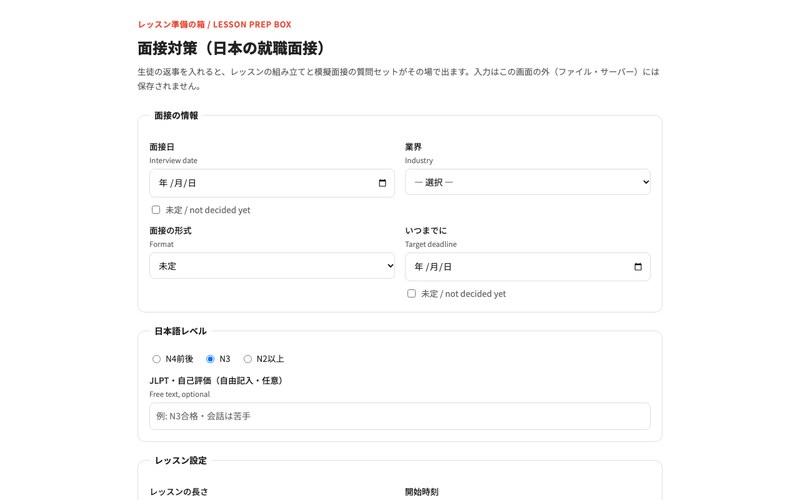 レッスン準備の箱 / LESSON PREP BOX
面接対策（日本の就職面接）
生徒の返事を入れると、レッスンの組み立てと模擬面接の質問セットがその場で出ます。入力はこの画面の外（ファイル・サーバー）には
保存されません。
面接の情報
面接日
Interview date
年 /月/日
未定 / not decided yet
業界
Industry
— 選択 —
面接の形式
Format
未定
いつまでに
Target deadline
年 /月/日
未定 / not decided yet
日本語レベル
N4前後 N3 N2以上
JLPT・自己評価（自由記入・任意）
Free text, optional
例: N3合格・会話は苦手
レッスン設定
レッスンの長さ
開始時刻